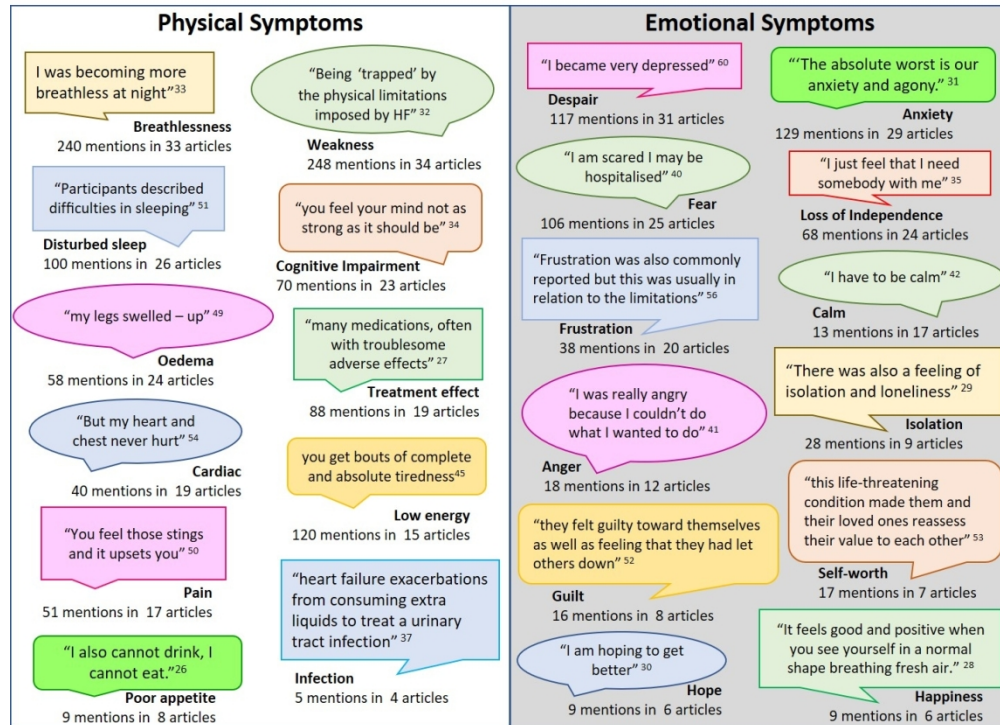 Physical Symptoms
I was becoming more
breathless at night”33
Breathlessness
240 mentions in 33 articles
“Being ‘trapped’ by
the physical limitations
imposed by HF” 32
Weakness
248 mentions in 34 articles
“Participants described
difficulties in sleeping” 51
Disturbed sleep
100 mentions in 26 articles
“you feel your mind not as
strong as it should be” 34
Cognitive Impairment
70 mentions in 23 articles
“my legs swelled – up” 49
Oedema
58 mentions in 24 articles
“many medications, often
with troublesome
adverse effects” 27
Treatment effect
88 mentions in 19 articles
“But my heart and
chest never hurt” 54
Cardiac
40 mentions in 19 articles
you get bouts of complete
and absolute tiredness45
Low energy
120 mentions in 15 articles
“You feel those stings
and it upsets you” 50
Pain
51 mentions in 17 articles
“heart failure exacerbations
from consuming extra
liquids to treat a urinary
tract infection” 37
Infection
5 mentions in 4 articles
“I also cannot drink, I
cannot eat.”26
Poor appetite
9 mentions in 8 articles
Emotional Symptoms
“I became very depressed” 60
Despair
117 mentions in 31 articles
“‘The absolute worst is our
anxiety and agony.” 31
Anxiety
129 mentions in 29 articles
“I am scared I may be
hospitalised” 40
Fear
106 mentions in 25 articles
“I just feel that I need
somebody with me” 35
Loss of Independence
68 mentions in 24 articles
“Frustration was also commonly
reported but this was usually in
relation to the limitations” 56
Frustration
38 mentions in 20 articles
“I have to be calm” 42
Calm
13 mentions in 17 articles
“I was really angry
because I couldn’t do
what I wanted to do” 41
Anger
18 mentions in 12 articles
“There was also a feeling of
isolation and loneliness” 29
Isolation
28 mentions in 9 articles
“they felt guilty toward themselves
as well as feeling that they had let
others down” 52
Guilt
16 mentions in 8 articles
“this life-threatening
condition made them and
their loved ones reassess
their value to each other” 53
Self-worth
17 mentions in 7 articles
“I am hoping to get
better” 30
Hope
9 mentions in 6 articles
“It feels good and positive when
you see yourself in a normal
shape breathing fresh air.” 28
Happiness
9 mentions in 6 articles